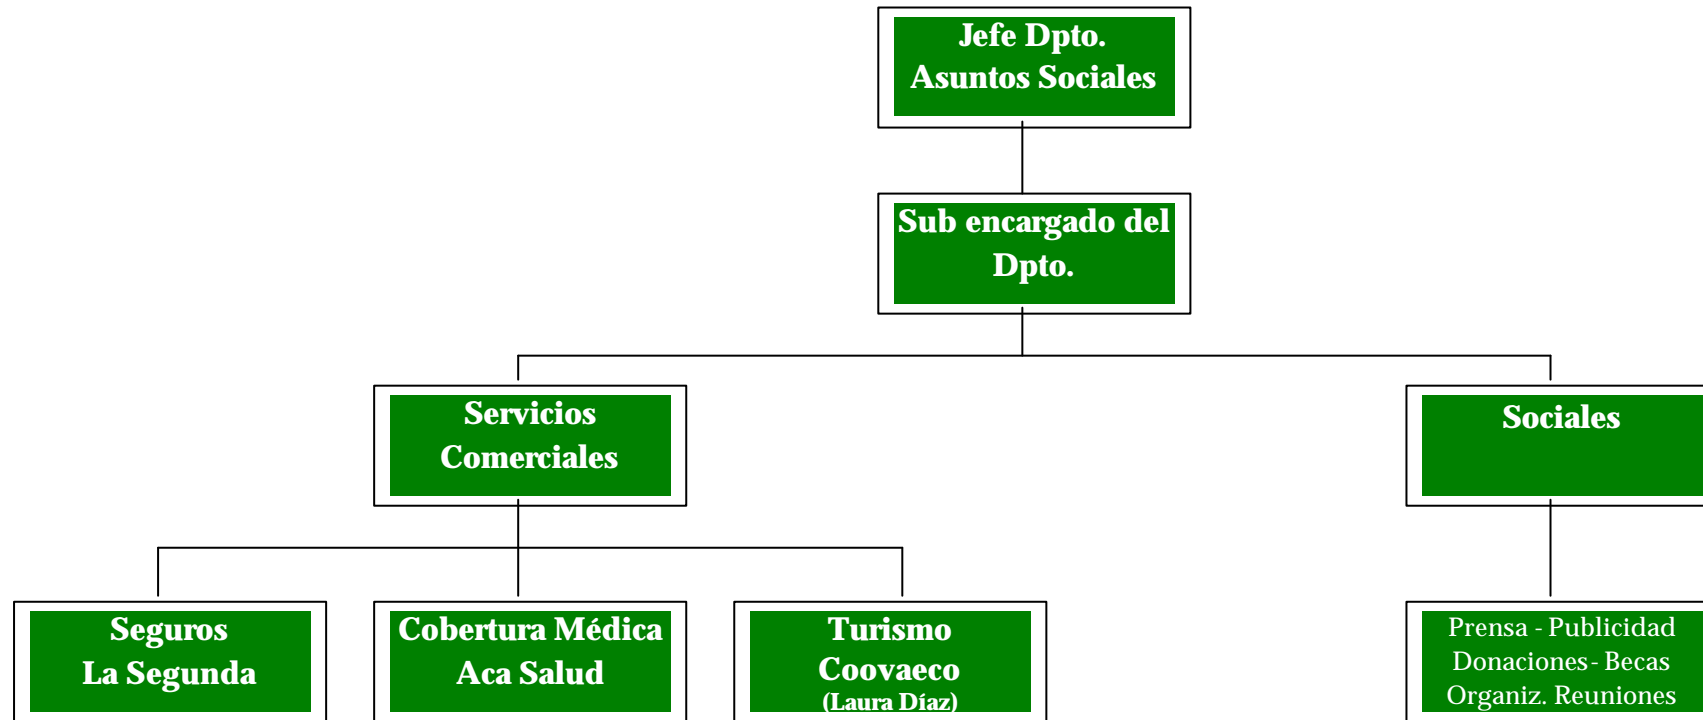 Jefe Dpto.
Asuntos Sociales
Sub encargado del
Dpto.
Servicios
Comerciales
Sociales
Seguros
La Segunda
Cobertura Médica
Aca Salud
Turismo
Coovaeco
(Laura Díaz)
Prensa - Publicidad
Donaciones - Becas
Organiz. Reuniones